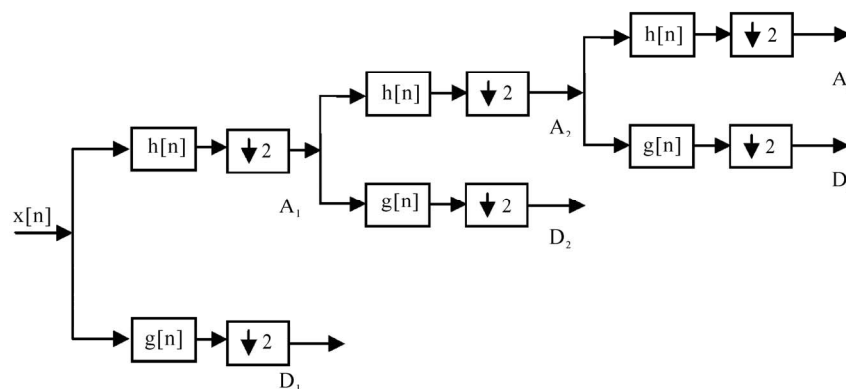 h[n] ↓ 2
A
h[n] ↓ 2
A₂
g[n] ↓ 2
D
h[n] ↓ 2
A₁
g[n] ↓ 2
D₂
x[n]
g[n] ↓ 2
D₁